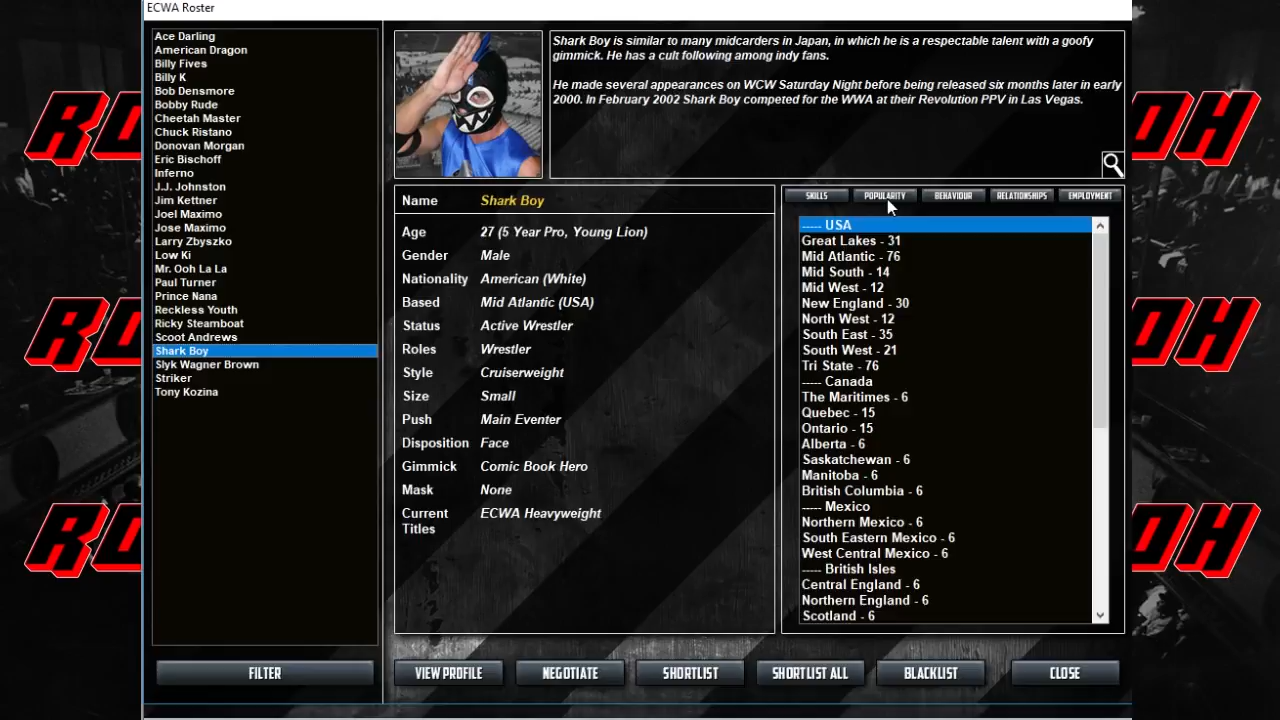 ECWA Roster
Ace Darling
American Dragon
Billy Fives
Billy K
Bob Densmore
Bobby Rude
Cheetah Master
Chuck Ristano
Donovan Morgan
Eric Bischoff
Inferno
J.J. Johnston
Jim Kettner
Joel Maximo
Jose Maximo
Larry Zbyszko
Low Ki
Mr. Ooh La La
Paul Turner
Prince Nana
Reckless Youth
Ricky Steamboat
Scoot Andrews
Shark Boy
Slyk Wagner Brown
Striker
Tony Kozina
FILTER
Shark Boy is similar to many midcarders in Japan, in which he is a respectable talent with a goofy
gimmick. He has a cult following among indy fans.
He made several appearances on WCW Saturday Night before being released six months later in early
2000. In February 2002 Shark Boy competed for the WWA at their Revolution PPV in Las Vegas.
Name Shark Boy
Age 27 (5 Year Pro, Young Lion)
Gender Male
Nationality American (White)
Based Mid Atlantic (USA)
Status Active Wrestler
Roles Wrestler
Style Cruiserweight
Size Small
Push Main Eventer
Disposition Face
Gimmick Comic Book Hero
Mask None
Current ECWA Heavyweight
Titles
SKILLS POPULARITY BEHAVIOUR RELATIONSHIPS EMPLOYMENT
----- USA
Great Lakes - 31
Mid Atlantic - 76
Mid South - 14
Mid West - 12
New England - 30
North West - 12
South East - 35
South West - 21
Tri State - 76
----- Canada
The Maritimes - 6
Quebec - 15
Ontario - 15
Alberta - 6
Saskatchewan - 6
Manitoba - 6
British Columbia - 6
----- Mexico
Northern Mexico - 6
South Eastern Mexico - 6
West Central Mexico - 6
----- British Isles
Central England - 6
Northern England - 6
Scotland - 6
VIEW PROFILE NEGOTIATE SHORTLIST SHORTLIST ALL BLACKLIST CLOSE
RO
RO
RO
OH
OH
OH